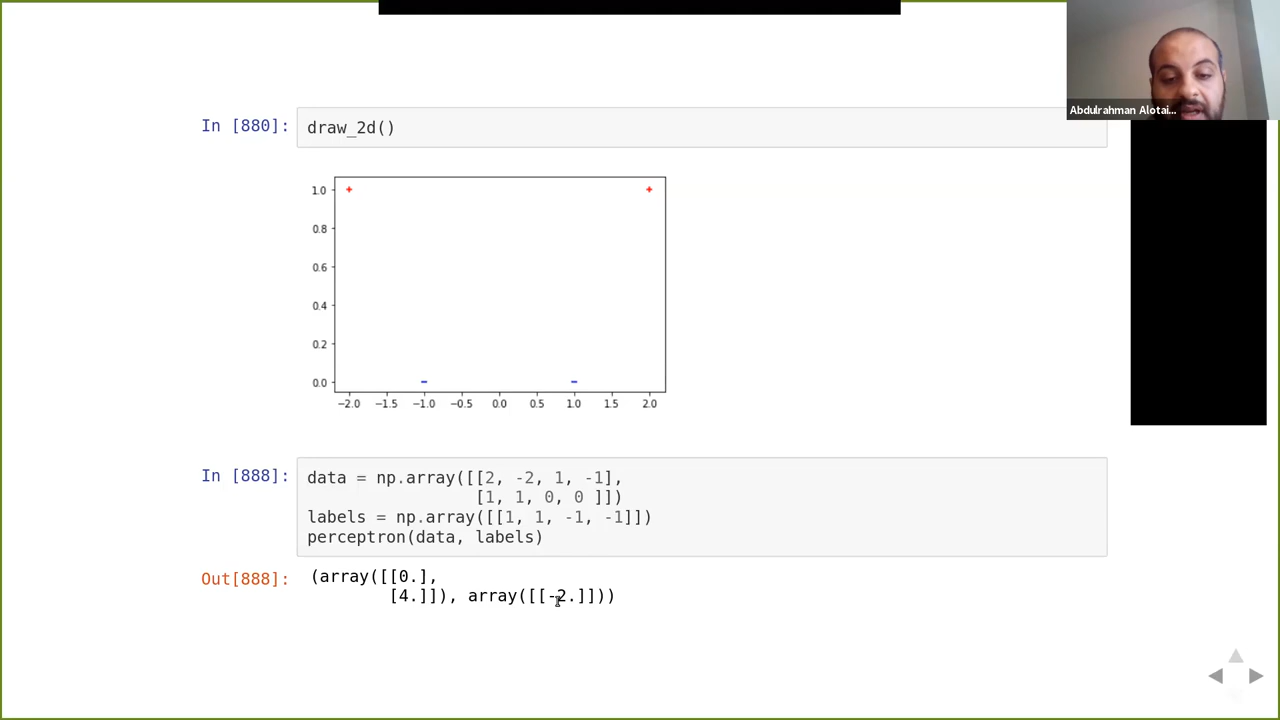 Abdulrahman Alotai...
In [880]: draw_2d()
1.0
0.8
0.6
0.4
0.2
0.0
−2.0 −1.5 −1.0 −0.5 0.0 0.5 1.0 1.5 2.0
In [888]: data = np.array([[2, -2, 1, -1],
[1, 1, 0, 0 ]])
labels = np.array([[1, 1, -1, -1]])
perceptron(data, labels)
Out[888]: (array([[0.],
[4.]]), array([[-2.]]))